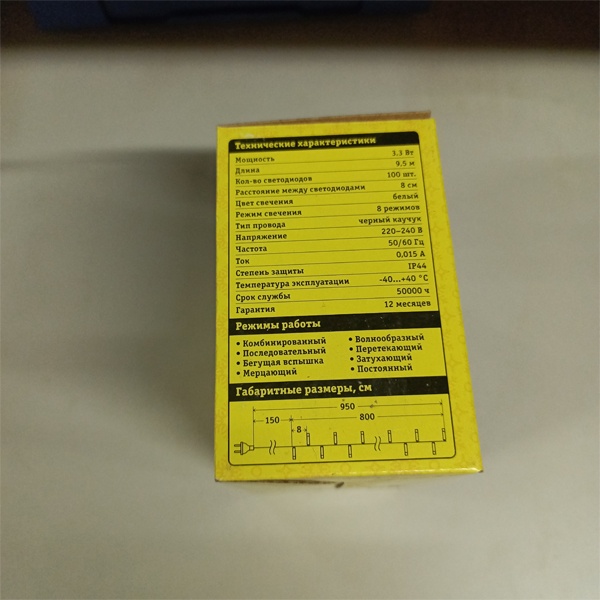 Технические характеристики
Мощность 3.3 Вт
Длина 9,5 м
Кол-во светодиодов 100 шт.
Расстояние между светодиодами 8 см
Цвет свечения белый
Режим свечения 8 режимов
Тип провода черный каучук
Напряжение 220-240 В
Частота 50/60 Гц
Ток 0,015 А
Степень защиты IP44
Температура эксплуатации -40...+40 °C
Срок службы 50000 ч
Гарантия 12 месяцев
Режимы работы
• Комбинированный
• Последовательный
• Бегущая вспышка
• Мерцающий
• Волнообразный
• Перетекающий
• Затухающий
• Постоянный
Габаритные размеры, см
950
150 800
8